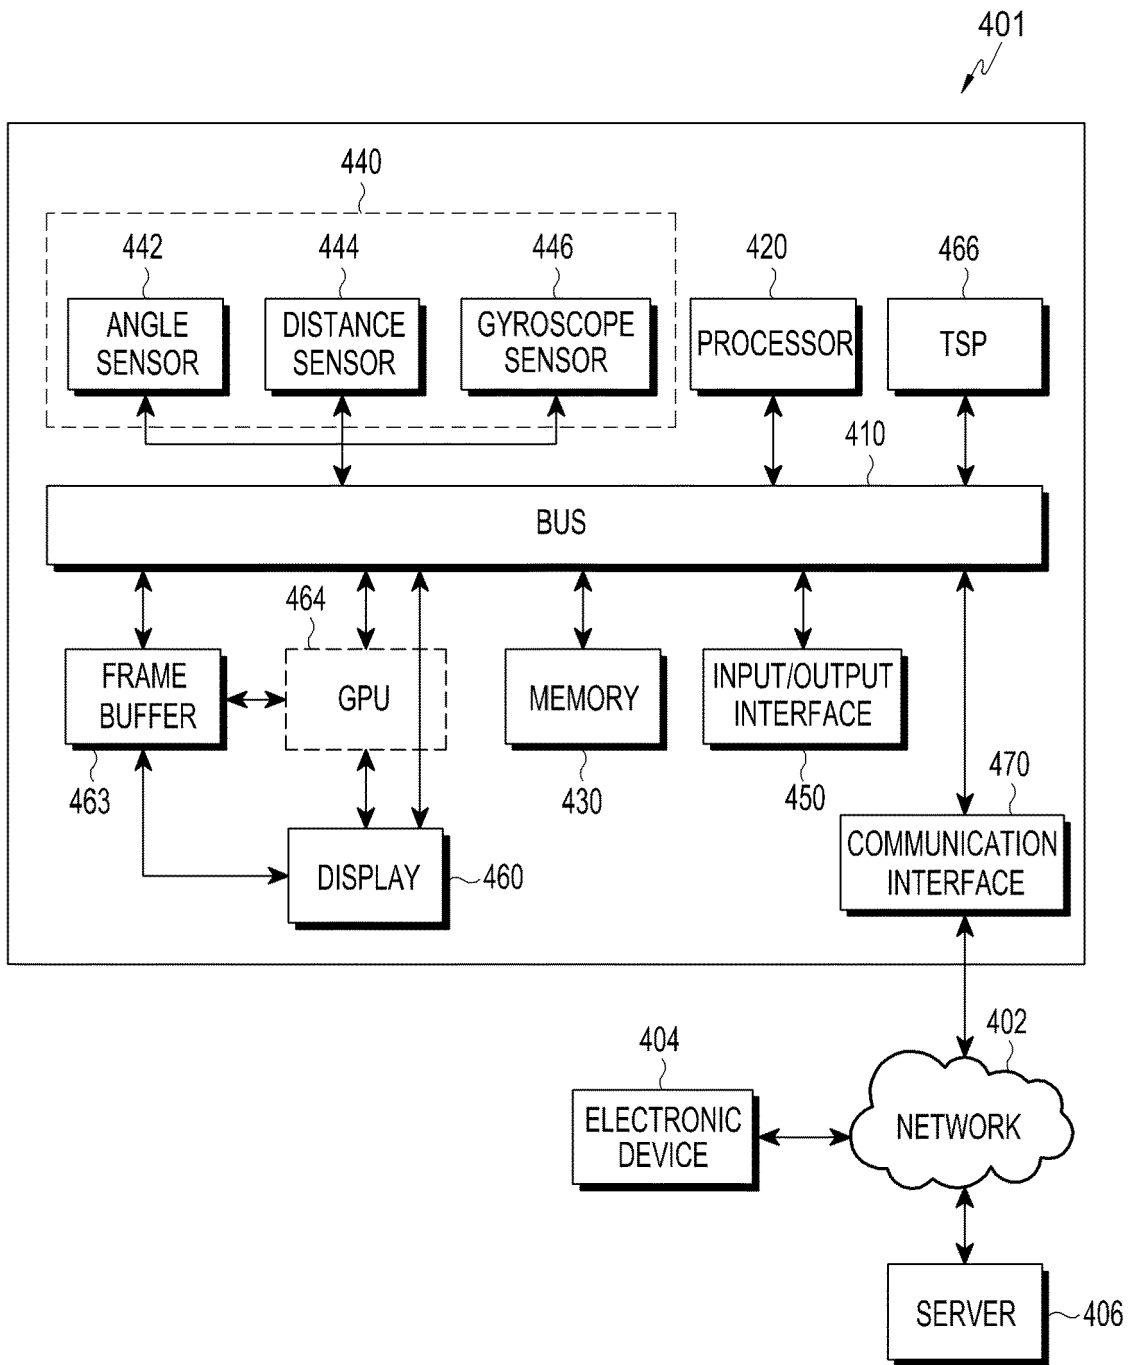 401
440
442
444
446
420
466
ANGLE
SENSOR
DISTANCE
SENSOR
GYROSCOPE
SENSOR
PROCESSOR
TSP
410
BUS
464
FRAME
BUFFER
GPU
MEMORY
INPUT/OUTPUT
INTERFACE
463
430
450
470
DISPLAY
460
COMMUNICATION
INTERFACE
402
404
ELECTRONIC
DEVICE
NETWORK
SERVER
406